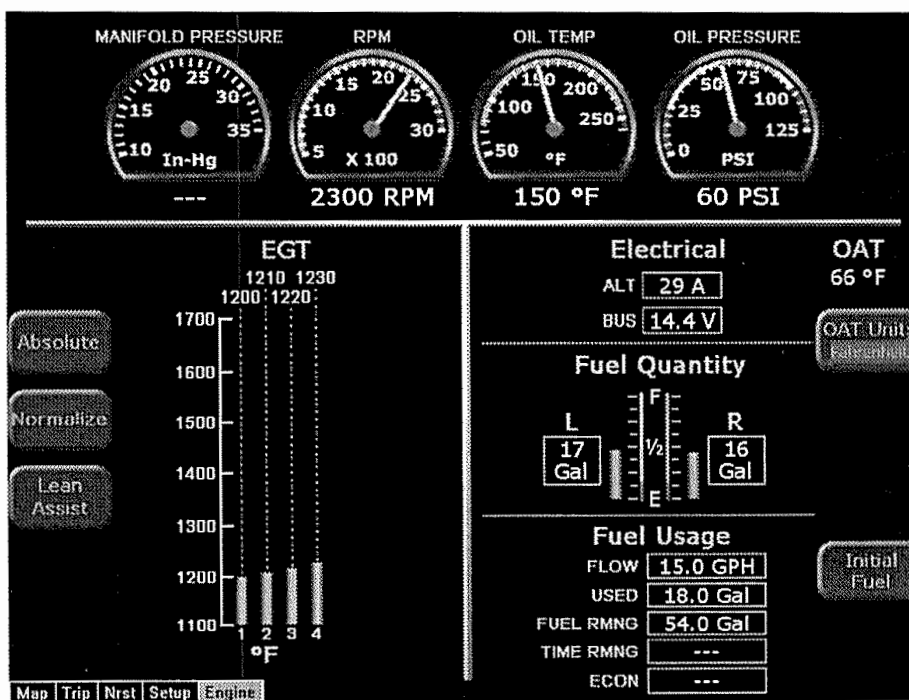 MANIFOLD PRESSURE
10 15 20 25 30 35
In-Hg
---
RPM
5 10 15 20 25 30
X 100
2300 RPM
OIL TEMP
50 100 150 200 250
°F
150 °F
OIL PRESSURE
0 25 50 75 100 125
PSI
60 PSI
EGT
1210 1230
1200 1220
1700
1600
1500
1400
1300
1200
1100
1 2 3 4
°F
Absolute
Normalize
Lean
Assist
Electrical
ALT 29 A
BUS 14.4 V
OAT
66 °F
OAT Units
Fahrenheit
Fuel Quantity
L
17
Gal
F
½
E
R
16
Gal
Fuel Usage
FLOW 15.0 GPH
USED 18.0 Gal
FUEL RMNG 54.0 Gal
TIME RMNG ---
ECON ---
Initial
Fuel
Map Trip Nrst Setup Engine